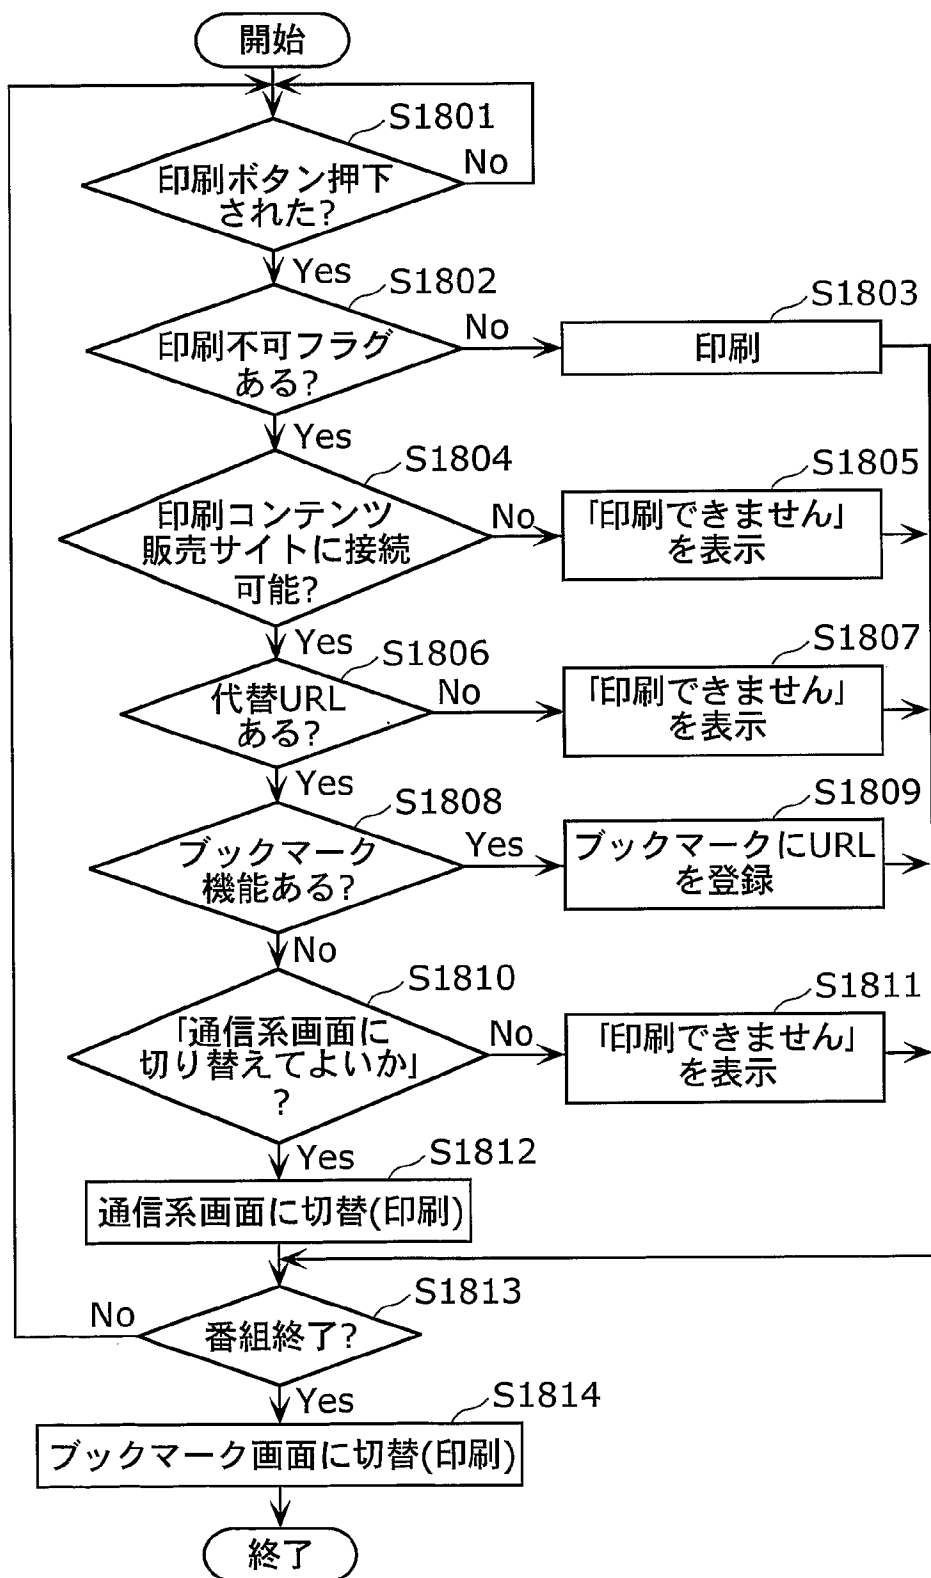 開始
S1801
印刷ボタン押下
された?
No
Yes
S1802
印刷不可フラグ
ある?
No
S1803
印刷
Yes
S1804
印刷コンテンツ
販売サイトに接続
可能?
No
S1805
「印刷できません」
を表示
Yes
S1806
代替URL
ある?
No
S1807
「印刷できません」
を表示
Yes
S1808
ブックマーク
機能ある?
Yes
S1809
ブックマークにURL
を登録
No
S1810
「通信系画面に
切り替えてよいか」
?
No
S1811
「印刷できません」
を表示
Yes
S1812
通信系画面に切替(印刷)
S1813
番組終了?
No
Yes
S1814
ブックマーク画面に切替(印刷)
終了